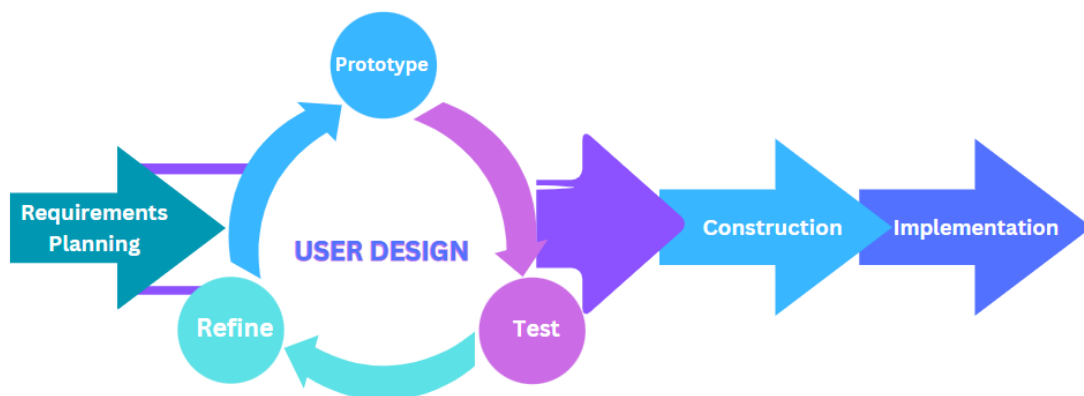 Prototype
Requirements
Planning
USER DESIGN
Construction
Implementation
Refine
Test